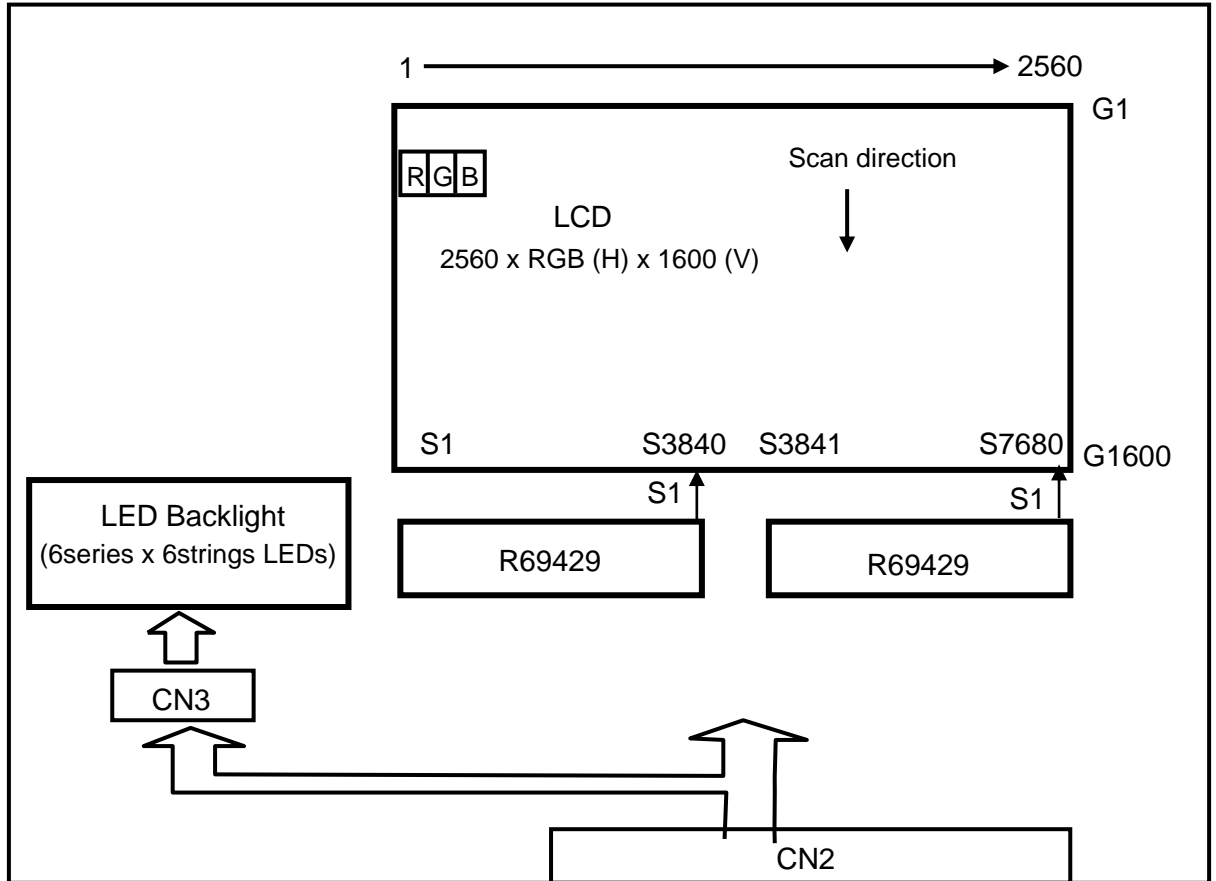 1 2560
G1
Scan direction
R G B
LCD
2560 x RGB (H) x 1600 (V)
S1 S3840 S3841 S7680
G1600
S1 S1
LED Backlight
(6series x 6strings LEDs)
R69429 R69429
CN3
CN2